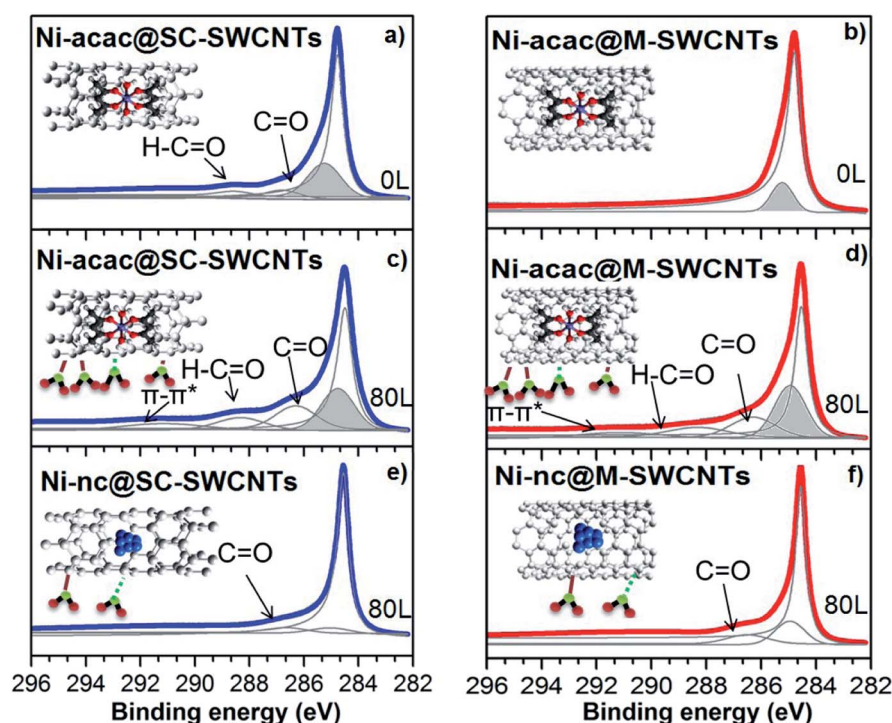 Ni-acac@SC-SWCNTs a)
H-C=O
C=O
0L
Ni-acac@M-SWCNTs b)
0L
Ni-acac@SC-SWCNTs
c)
H-C=O
C=O
π-π*
80L
Ni-acac@M-SWCNTs
d)
C=O
H-C=O
π-π*
80L
Ni-nc@SC-SWCNTs e)
C=O
80L
Ni-nc@M-SWCNTs f)
C=O
80L
296 294 292 290 288 286 284 282
Binding energy (eV)
296 294 292 290 288 286 284 282
Binding energy (eV)